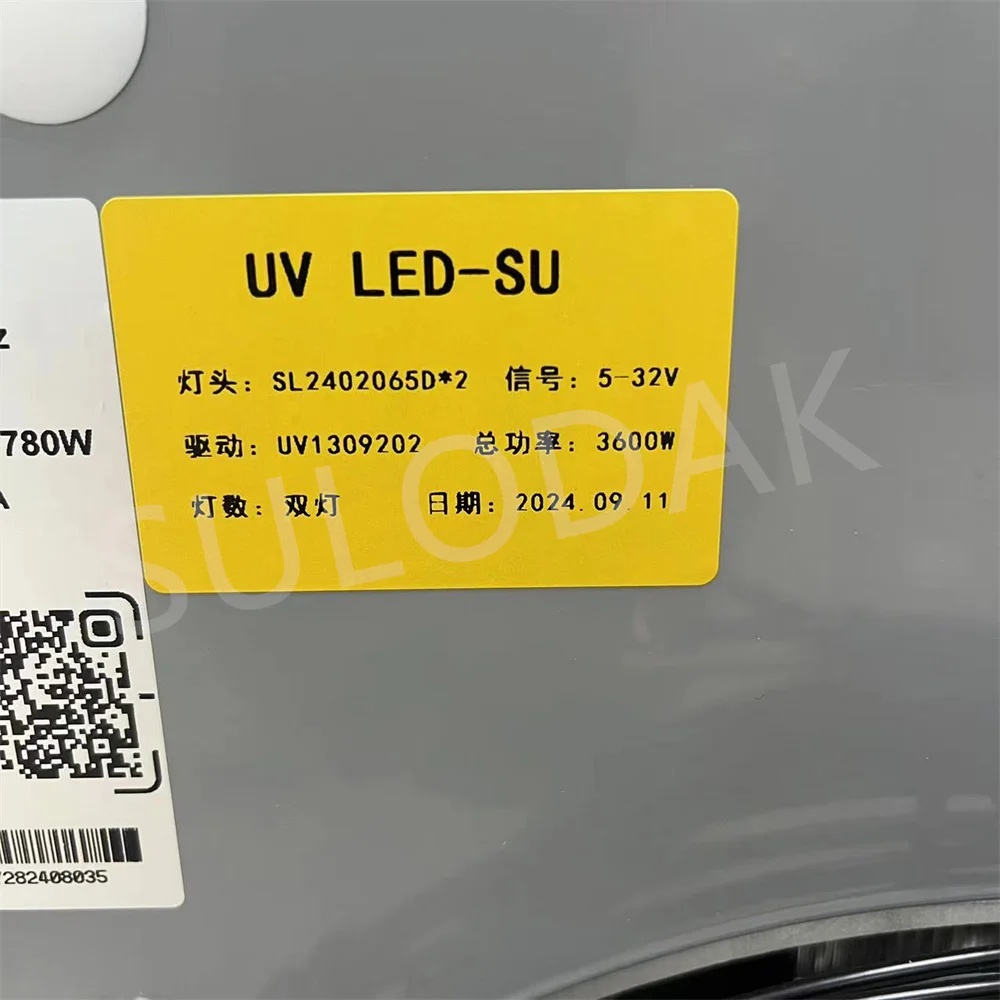 UV LED-SU
灯头: SL2402065D*2 信号: 5-32V
驱动: UV1309202 总功率: 3600W
灯数: 双灯 日期: 2024.09.11
Z
780W
A
282408035
SULODAK